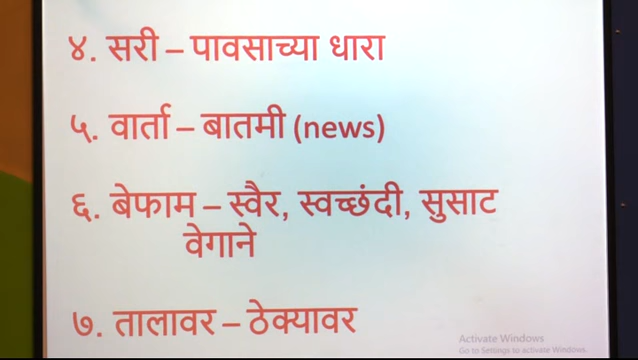 ४. सरी – पावसाच्या धारा
५. वार्ता – बातमी (news)
६. बेफाम – स्वैर, स्वच्छंदी, सुसाट
वेगाने
७. तालावर – ठेक्यावर
Activate Windows
Go to Settings to activate Windows.